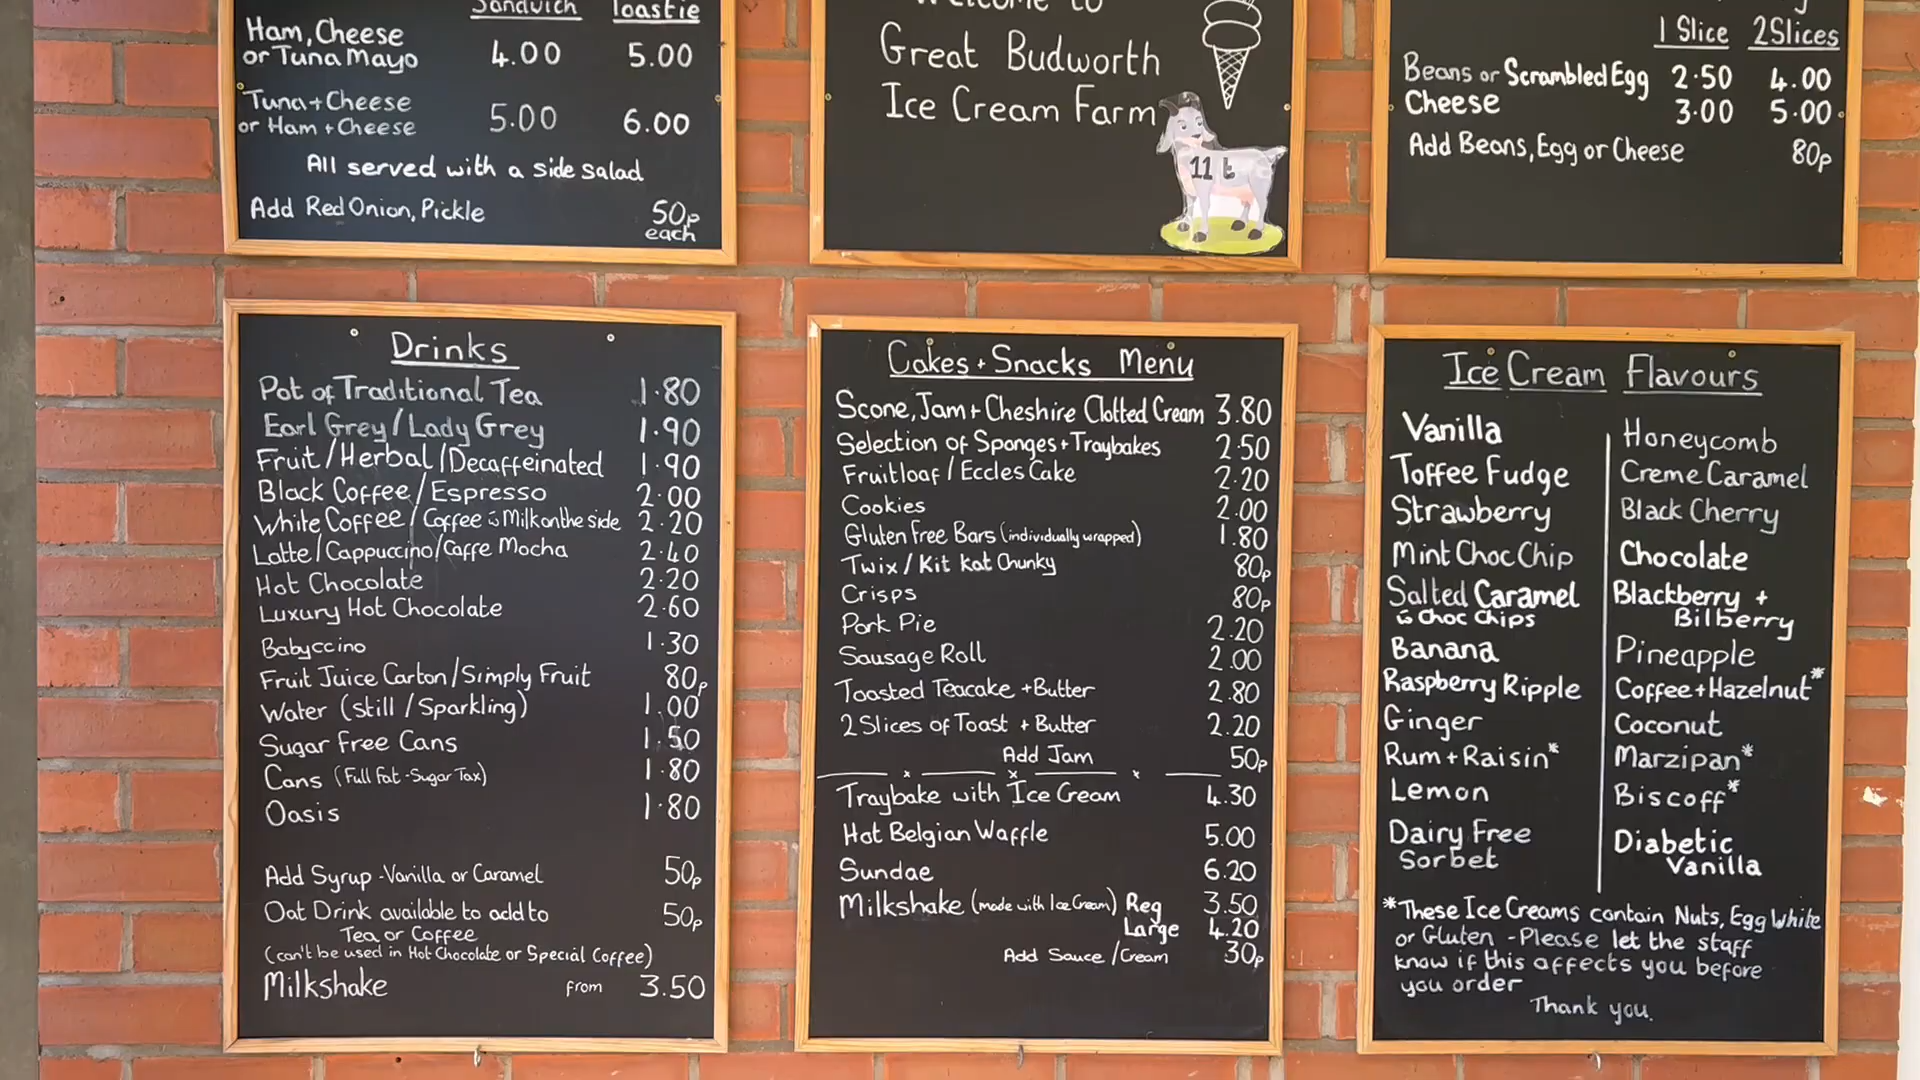 Sandwich Toastie
Ham, Cheese
or Tuna Mayo 4.00 5.00
Tuna + Cheese
or Ham + Cheese 5.00 6.00
All served with a side salad
Add Red Onion, Pickle 50p
each
Welcome to
Great Budworth
Ice Cream Farm
11 t
1 Slice 2 Slices
Beans or Scrambled Egg 2.50 4.00
Cheese 3.00 5.00
Add Beans, Egg or Cheese 80p
Drinks
Pot of Traditional Tea 1.80
Earl Grey / Lady Grey 1.90
Fruit / Herbal / Decaffeinated 1.90
Black Coffee / Espresso 2.00
White Coffee / Coffee c Milk on the side 2.20
Latte / Cappuccino / Caffe Mocha 2.40
Hot Chocolate 2.20
Luxury Hot Chocolate 2.60
Babyccino 1.30
Fruit Juice Carton / Simply Fruit 80p
Water (Still / Sparkling) 1.00
Sugar Free Cans 1.50
Cans (Full Fat - Sugar Tax) 1.80
Oasis 1.80
Add Syrup - Vanilla or Caramel 50p
Oat Drink available to add to 50p
Tea or Coffee
(can't be used in Hot Chocolate or Special Coffee)
Milkshake from 3.50
Cakes + Snacks Menu
Scone, Jam + Cheshire Clotted Cream 3.80
Selection of Sponges + Traybakes 2.50
Fruitloaf / Eccles Cake 2.20
Cookies 2.00
Gluten Free Bars (individually wrapped) 1.80
Twix / Kit Kat Chunky 80p
Crisps 80p
Pork Pie 2.20
Sausage Roll 2.00
Toasted Teacake + Butter 2.80
2 Slices of Toast + Butter 2.20
Add Jam 50p
Traybake with Ice Cream 4.30
Hot Belgian Waffle 5.00
Sundae 6.20
Milkshake (made with Ice Cream) Reg 3.50
Large 4.20
Add Sauce / Cream 30p
Ice Cream Flavours
Vanilla
Toffee Fudge
Strawberry
Mint Choc Chip
Salted Caramel
c Choc Chips
Banana
Raspberry Ripple
Ginger
Rum + Raisin*
Lemon
Dairy Free
Sorbet
Honeycomb
Creme Caramel
Black Cherry
Chocolate
Blackberry +
Bilberry
Pineapple
Coffee + Hazelnut*
Coconut
Marzipan*
Biscoff*
Diabetic
Vanilla
*These Ice Creams contain Nuts, Egg White
or Gluten - Please let the staff
know if this affects you before
you order
Thank you.